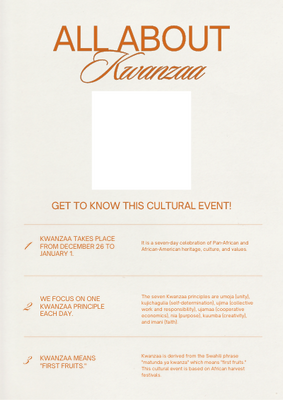 ALL ABOUT
Kwanzaa
GET TO KNOW THIS CULTURAL EVENT!
1
KWANZAA TAKES PLACE
FROM DECEMBER 26 TO
JANUARY 1.
It is a seven-day celebration of Pan-African and
African-American heritage, culture, and values.
2
WE FOCUS ON ONE
KWANZAA PRINCIPLE
EACH DAY.
The seven Kwanzaa principles are umoja (unity),
kujichagulia (self-determination), ujima (collective
work and responsibility), ujamaa (cooperative
economics), nia (purpose), kuumba (creativity),
and imani (faith).
3
KWANZAA MEANS
"FIRST FRUITS."
Kwanzaa is derived from the Swahili phrase
"matunda ya kwanza" which means "first fruits."
This cultural event is based on African harvest
festivals.